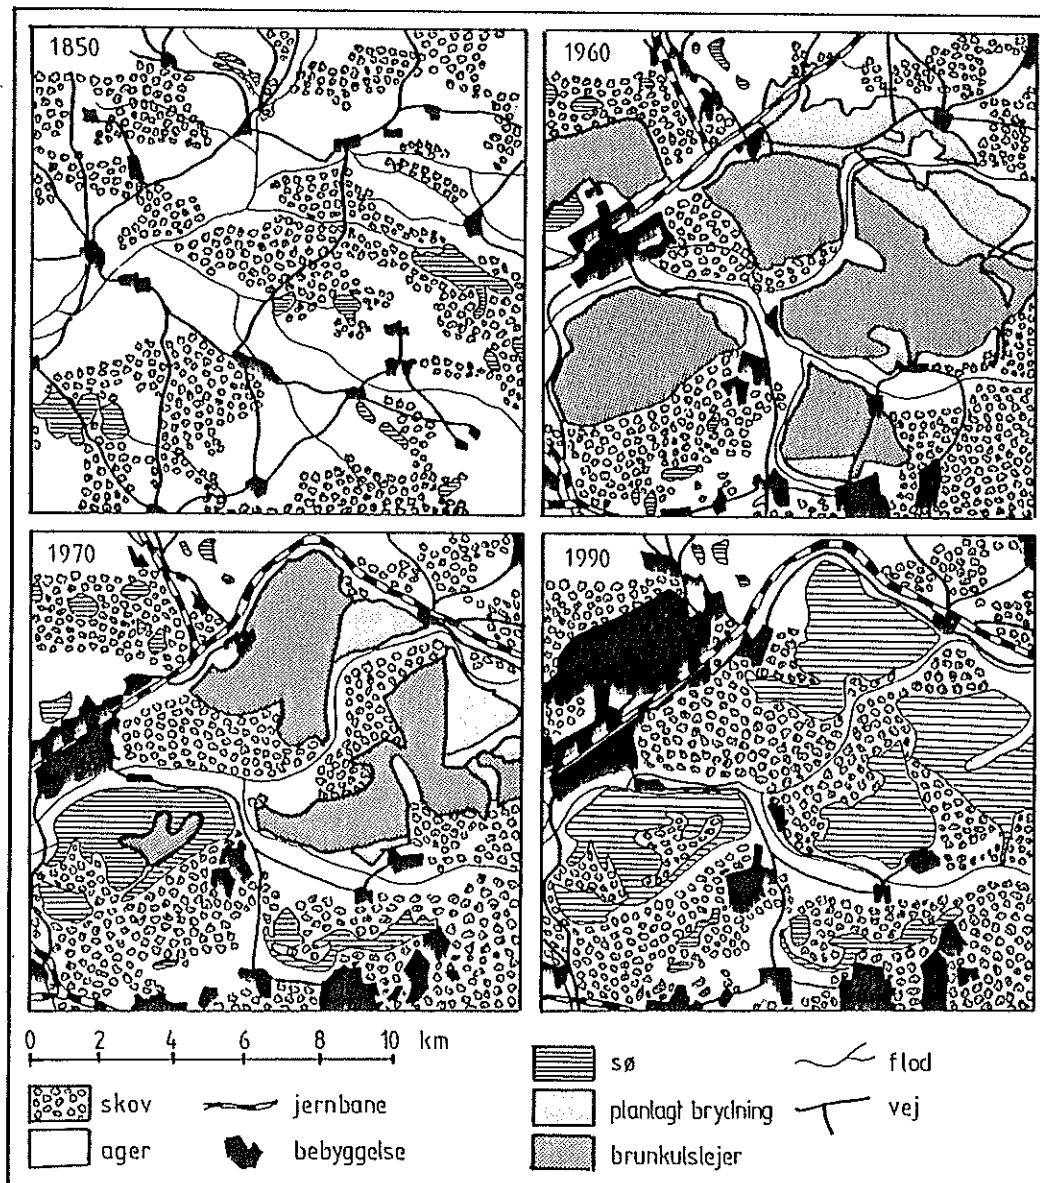 1850
1960
1970
1990
0 2 4 6 8 10 km
skov
jernbane
ager
bebyggelse
sø
flod
planlagt brydning
vej
brunkulslejer